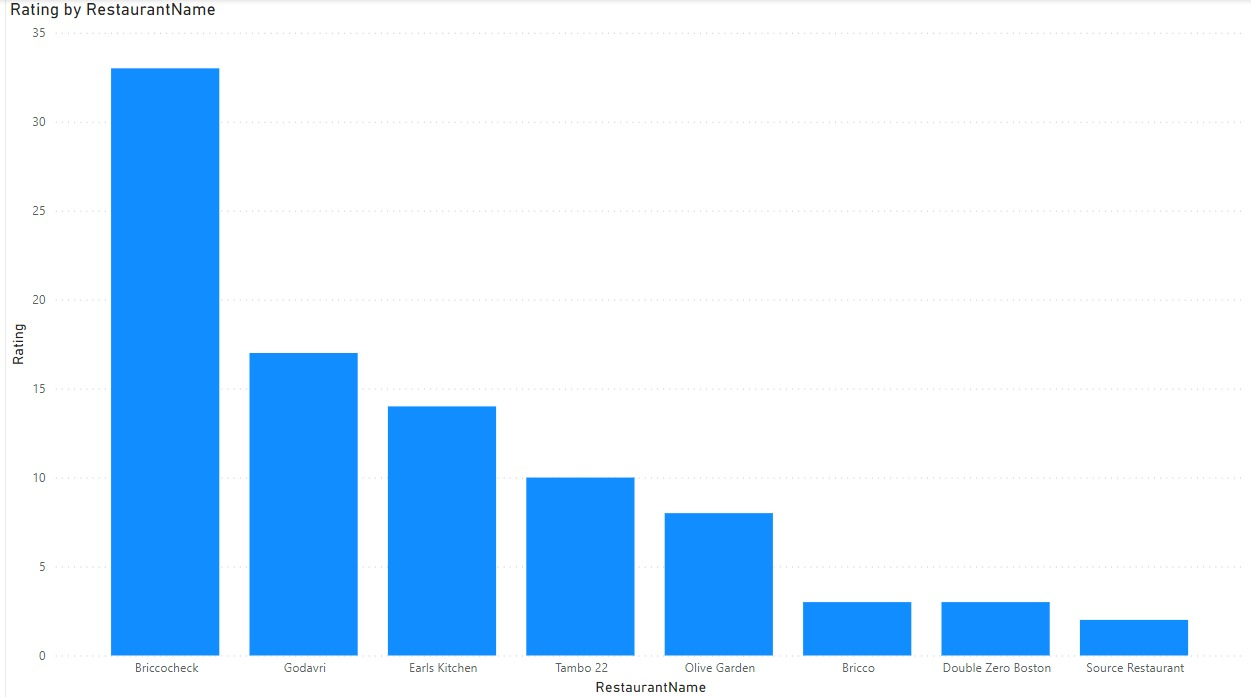 Rating by RestaurantName
35
30
25
20
15
10
5
0
Rating
Briccocheck Godavri Earls Kitchen Tambo 22 Olive Garden Bricco Double Zero Boston Source Restaurant
RestaurantName